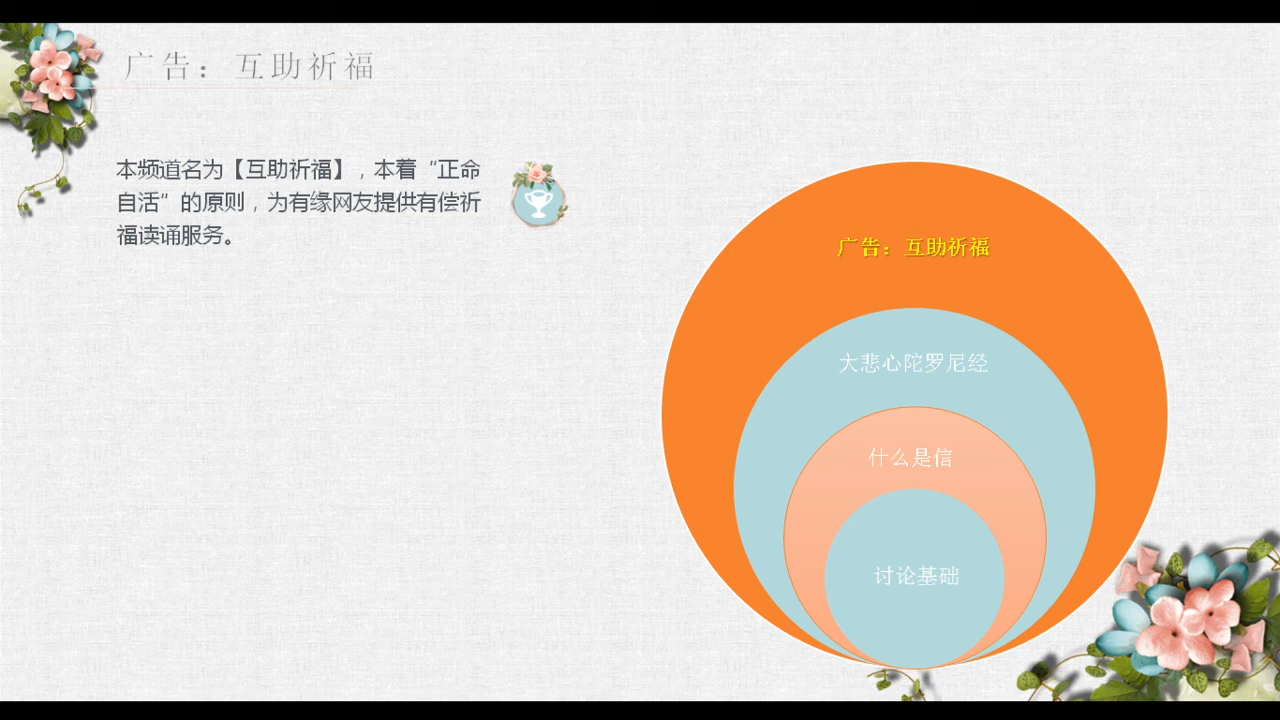 广告：互助祈福
本频道名为【互助祈福】，本着“正命
自活”的原则，为有缘网友提供有偿祈
福读诵服务。
广告：互助祈福
大悲心陀罗尼经
什么是信
讨论基础